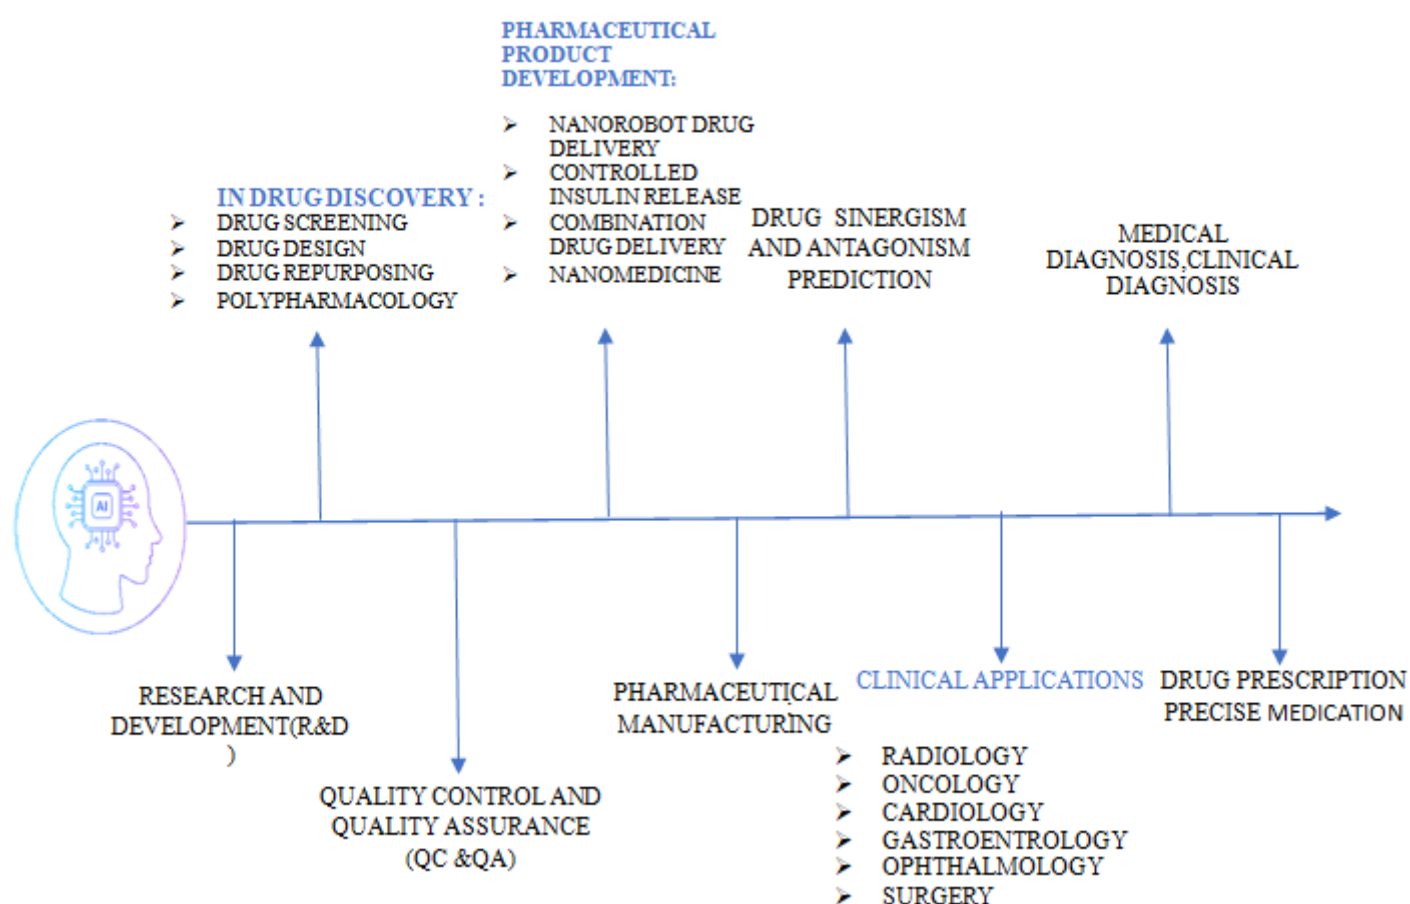 PHARMACEUTICAL
PRODUCT
DEVELOPMENT:
➢ NANOROBOT DRUG
DELIVERY
➢ CONTROLLED
INSULIN RELEASE
➢ COMBINATION
DRUG DELIVERY
➢ NANOMEDICINE
IN DRUG DISCOVERY :
➢ DRUG SCREENING
➢ DRUG DESIGN
➢ DRUG REPURPOSING
➢ POLYPHARMACOLOGY
DRUG SINERGISM
AND ANTAGONISM
PREDICTION
MEDICAL
DIAGNOSIS,CLINICAL
DIAGNOSIS
AI
RESEARCH AND
DEVELOPMENT(R&D
)
QUALITY CONTROL AND
QUALITY ASSURANCE
(QC &QA)
PHARMACEUTICAL
MANUFACTURING
CLINICAL APPLICATIONS
➢ RADIOLOGY
➢ ONCOLOGY
➢ CARDIOLOGY
➢ GASTROENTROLOGY
➢ OPHTHALMOLOGY
➢ SURGERY
DRUG PRESCRIPTION
PRECISE MEDICATION